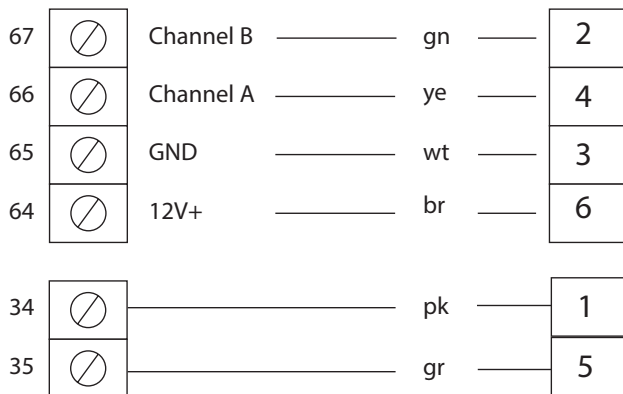 67 Channel B gn 2
66 Channel A ye 4
65 GND wt 3
64 12V+ br 6
34 pk 1
35 gr 5